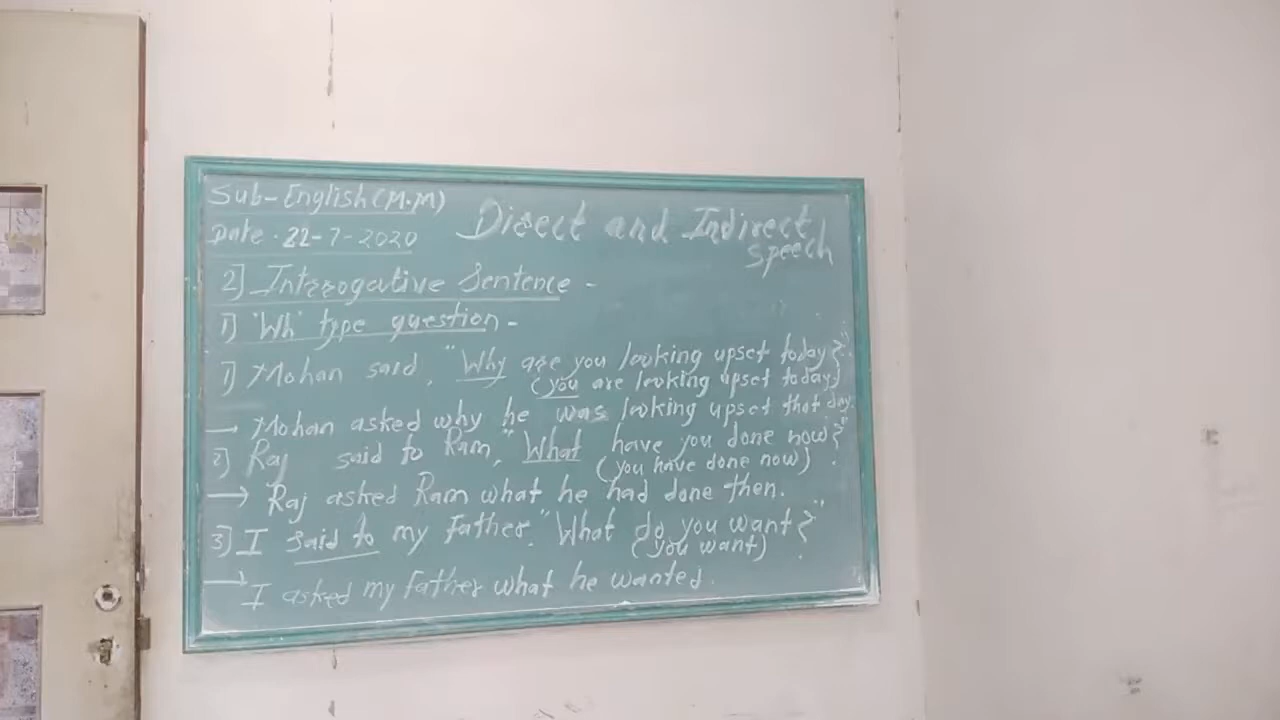 Sub-English (M.M)
Date. 22-7-2020
Direct and Indirect
Speech
2] Interrogative Sentence -
1) 'Wh' type question -
1) Mohan said, "Why are you looking upset today?"
(you are looking upset today)
→ Mohan asked why he was looking upset that day.
2) Raj said to Ram, "What have you done now?"
(you have done now).
→ Raj asked Ram what he had done then.
3) I said to my Father, "What do you want?"
(you want).
→ I asked my Father what he wanted.